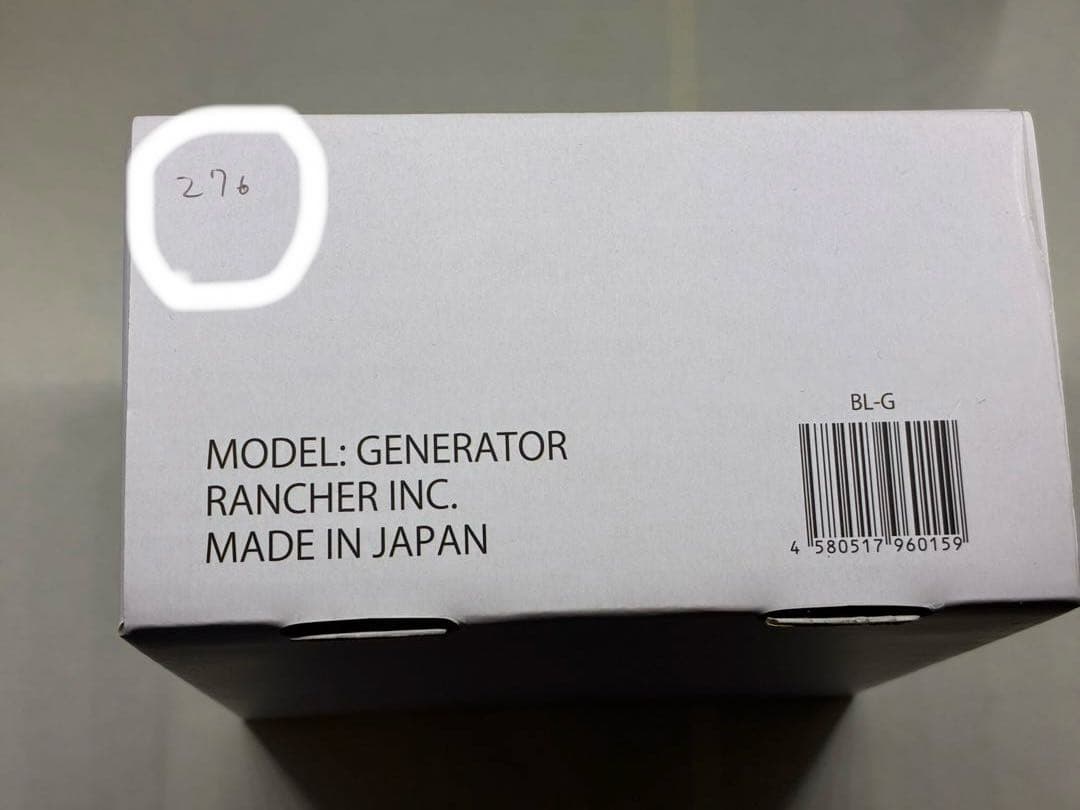 276
MODEL: GENERATOR
RANCHER INC.
MADE IN JAPAN
BL-G
4 580517 960159